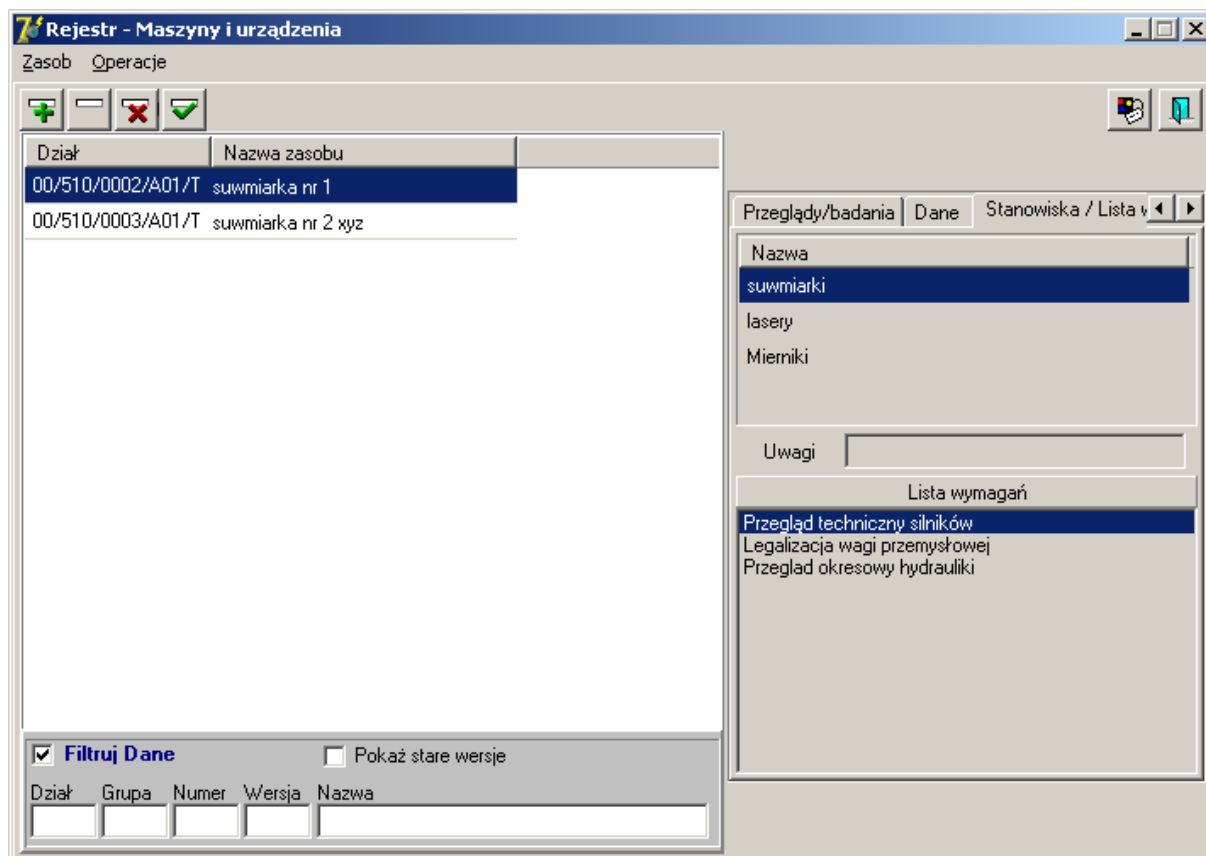 Rejestr - Maszyny i urządzenia
Zasob Operacje
Dział Nazwa zasobu
00/510/0002/A01/T suwmiarka nr 1
00/510/0003/A01/T suwmiarka nr 2 xyz
Przeglądy/badania Dane Stanowiska / Lista
Nazwa
suwmiarki
lasery
Mierniki
Uwagi
Lista wymagań
Przegląd techniczny silników
Legalizacja wagi przemysłowej
Przeglad okresowy hydrauliki
Filtruj Dane Pokaż stare wersje
Dział Grupa Numer Wersja Nazwa